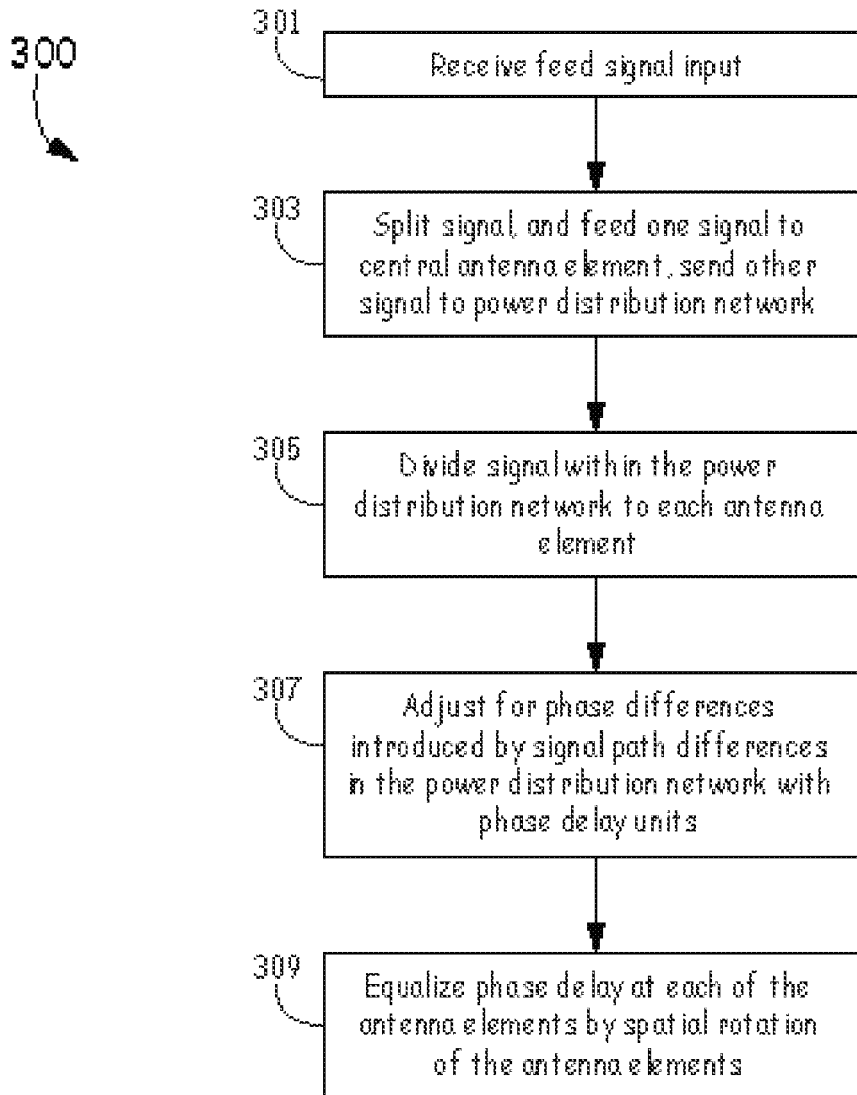 300
301
Receive feed signal input
303
Split signal, and feed one signal to
central antenna element, send other
signal to power distribution network
305
Divide signal within the power
distribution network to each antenna
element
307
Adjust for phase differences
introduced by signal path differences
in the power distribution network with
phase delay units
309
Equalize phase delay at each of the
antenna elements by spatial rotation
of the antenna elements